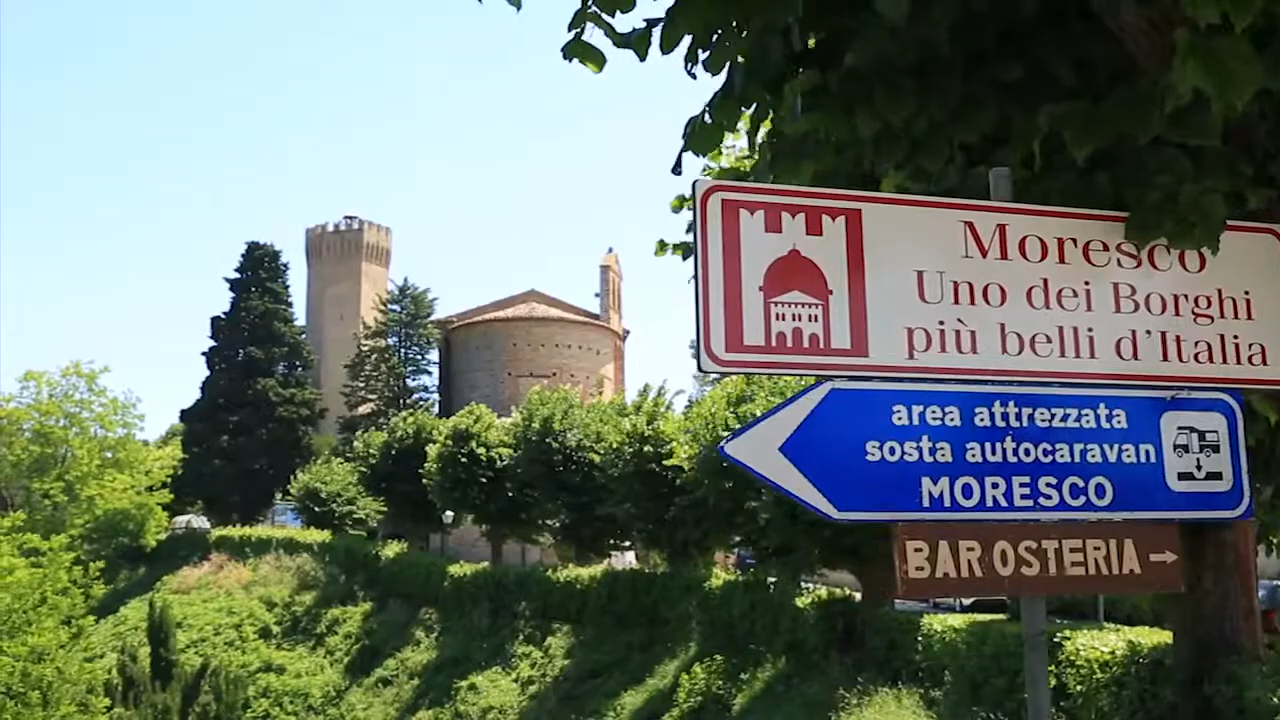 Moresco
Uno dei Borghi
più belli d'Italia
area attrezzata
sosta autocaravan
MORESCO
BAR OSTERIA →